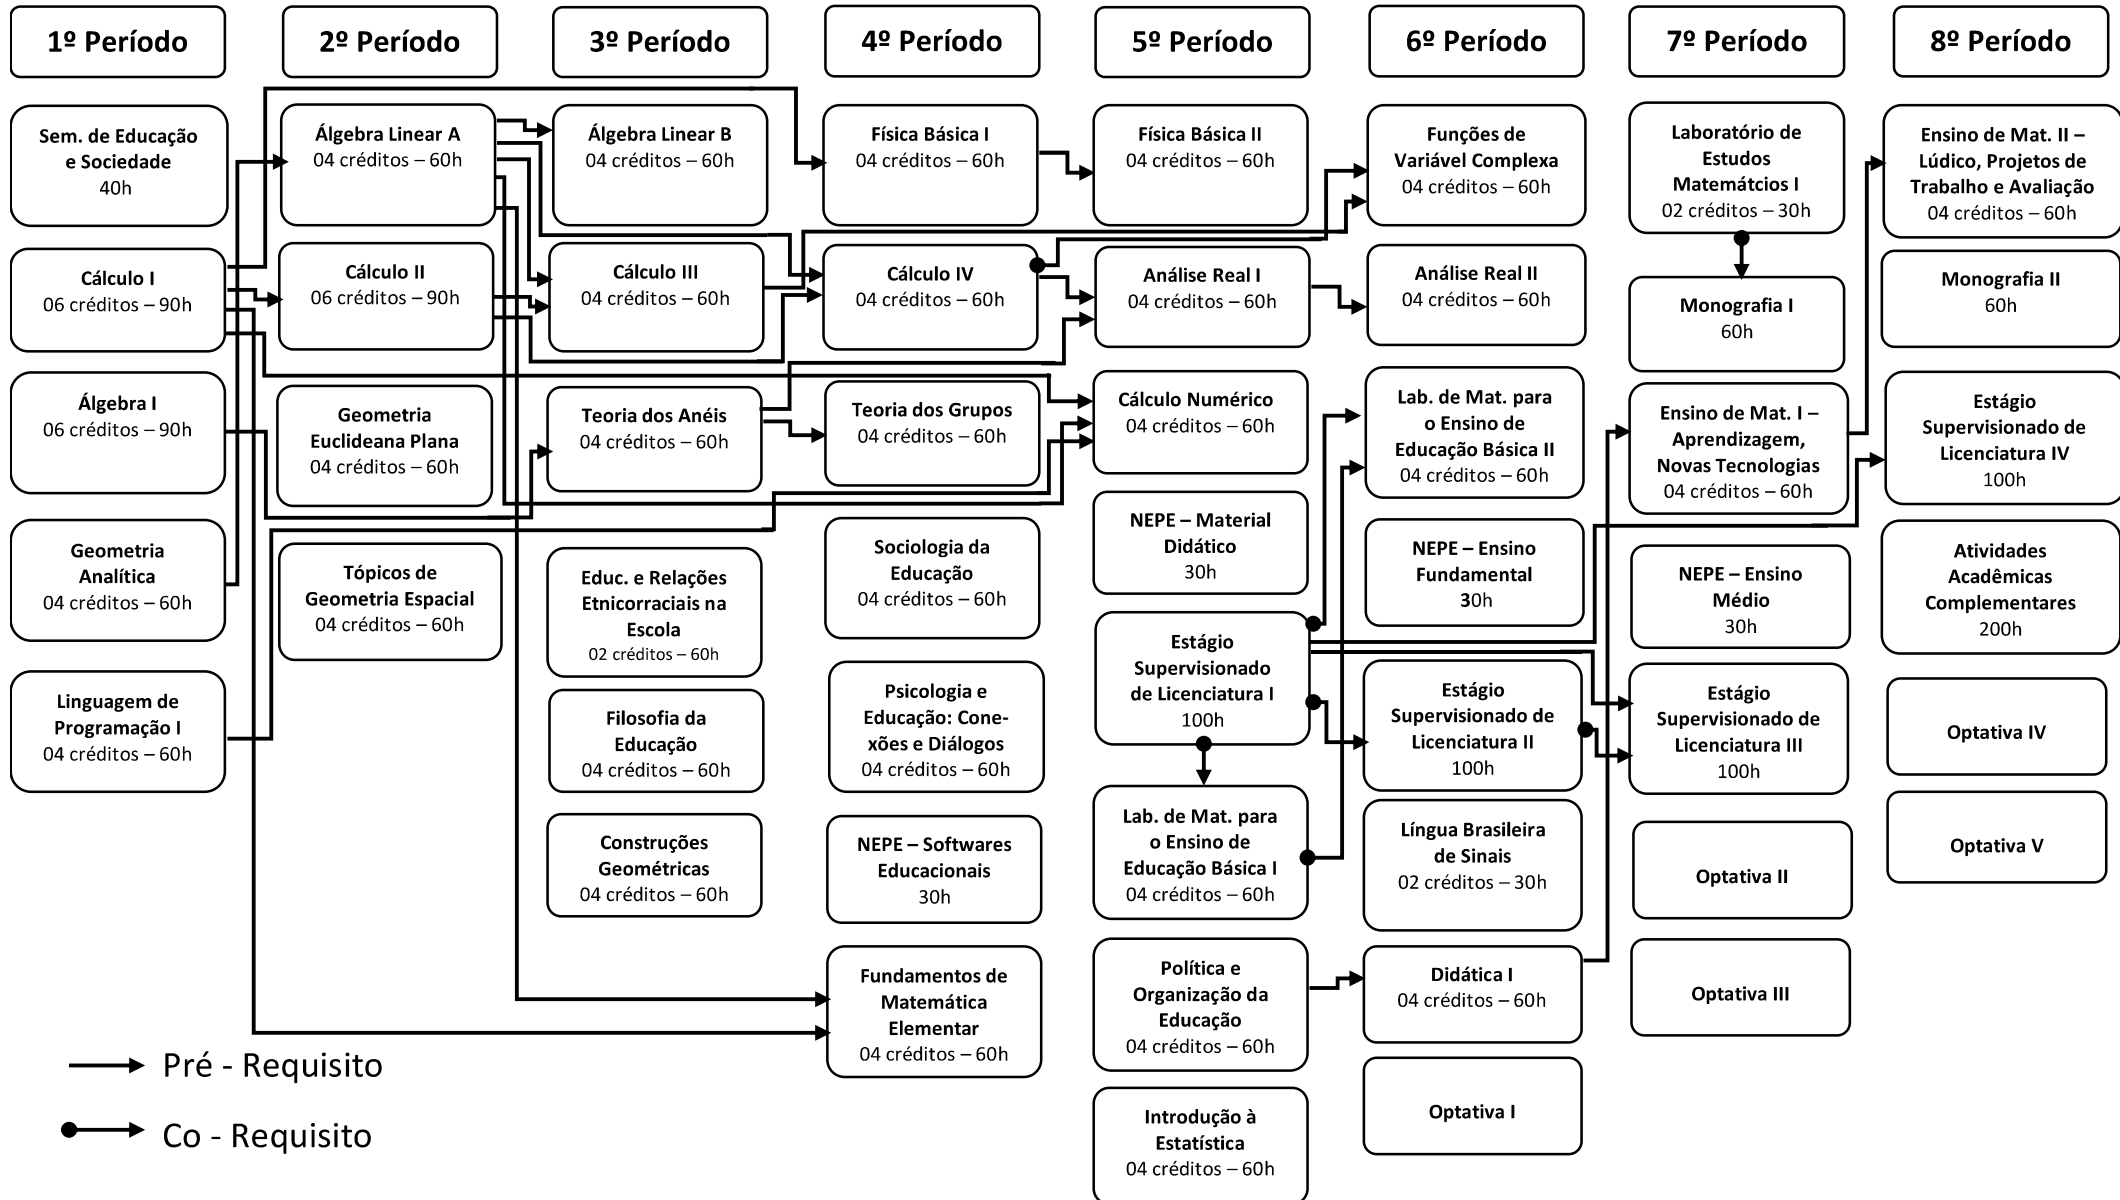 1º Período
2º Período
3º Período
4º Período
5º Período
6º Período
7º Período
8º Período
Sem. de Educação
e Sociedade
40h
Cálculo I
06 créditos – 90h
Álgebra I
06 créditos – 90h
Geometria
Analítica
04 créditos – 60h
Linguagem de
Programação I
04 créditos – 60h
Álgebra Linear A
04 créditos – 60h
Cálculo II
06 créditos – 90h
Geometria
Euclideana Plana
04 créditos – 60h
Tópicos de
Geometria Espacial
04 créditos – 60h
Álgebra Linear B
04 créditos – 60h
Cálculo III
04 créditos – 60h
Teoria dos Anéis
04 créditos – 60h
Educ. e Relações
Etnicorraciais na
Escola
02 créditos – 60h
Filosofia da
Educação
04 créditos – 60h
Construções
Geométricas
04 créditos – 60h
Física Básica I
04 créditos – 60h
Cálculo IV
04 créditos – 60h
Teoria dos Grupos
04 créditos – 60h
Sociologia da
Educação
04 créditos – 60h
Psicologia e
Educação: Cone-
xões e Diálogos
04 créditos – 60h
NEPE – Softwares
Educacionais
30h
Fundamentos de
Matemática
Elementar
04 créditos – 60h
Física Básica II
04 créditos – 60h
Análise Real I
04 créditos – 60h
Cálculo Numérico
04 créditos – 60h
NEPE – Material
Didático
30h
Estágio
Supervisionado
de Licenciatura I
100h
Lab. de Mat. para
o Ensino de
Educação Básica I
04 créditos – 60h
Política e
Organização da
Educação
04 créditos – 60h
Introdução à
Estatística
04 créditos – 60h
Funções de
Variável Complexa
04 créditos – 60h
Análise Real II
04 créditos – 60h
Lab. de Mat. para
o Ensino de
Educação Básica II
04 créditos – 60h
NEPE – Ensino
Fundamental
30h
Estágio
Supervisionado de
Licenciatura II
100h
Língua Brasileira
de Sinais
02 créditos – 30h
Didática I
04 créditos – 60h
Optativa I
Laboratório de
Estudos
Matemátcios I
02 créditos – 30h
Monografia I
60h
Ensino de Mat. I –
Aprendizagem,
Novas Tecnologias
04 créditos – 60h
NEPE – Ensino
Médio
30h
Estágio
Supervisionado de
Licenciatura III
100h
Optativa II
Optativa III
Ensino de Mat. II –
Lúdico, Projetos de
Trabalho e Avaliação
04 créditos – 60h
Monografia II
60h
Estágio
Supervisionado de
Licenciatura IV
100h
Atividades
Acadêmicas
Complementares
200h
Optativa IV
Optativa V
Pré - Requisito
Co - Requisito